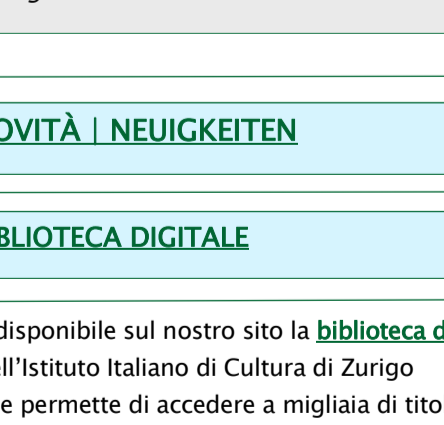 OVITÀ | NEUIGKEITEN
BLIOTECA DIGITALE
disponibile sul nostro sito la biblioteca d
ll’Istituto Italiano di Cultura di Zurigo
e permette di accedere a migliaia di tito